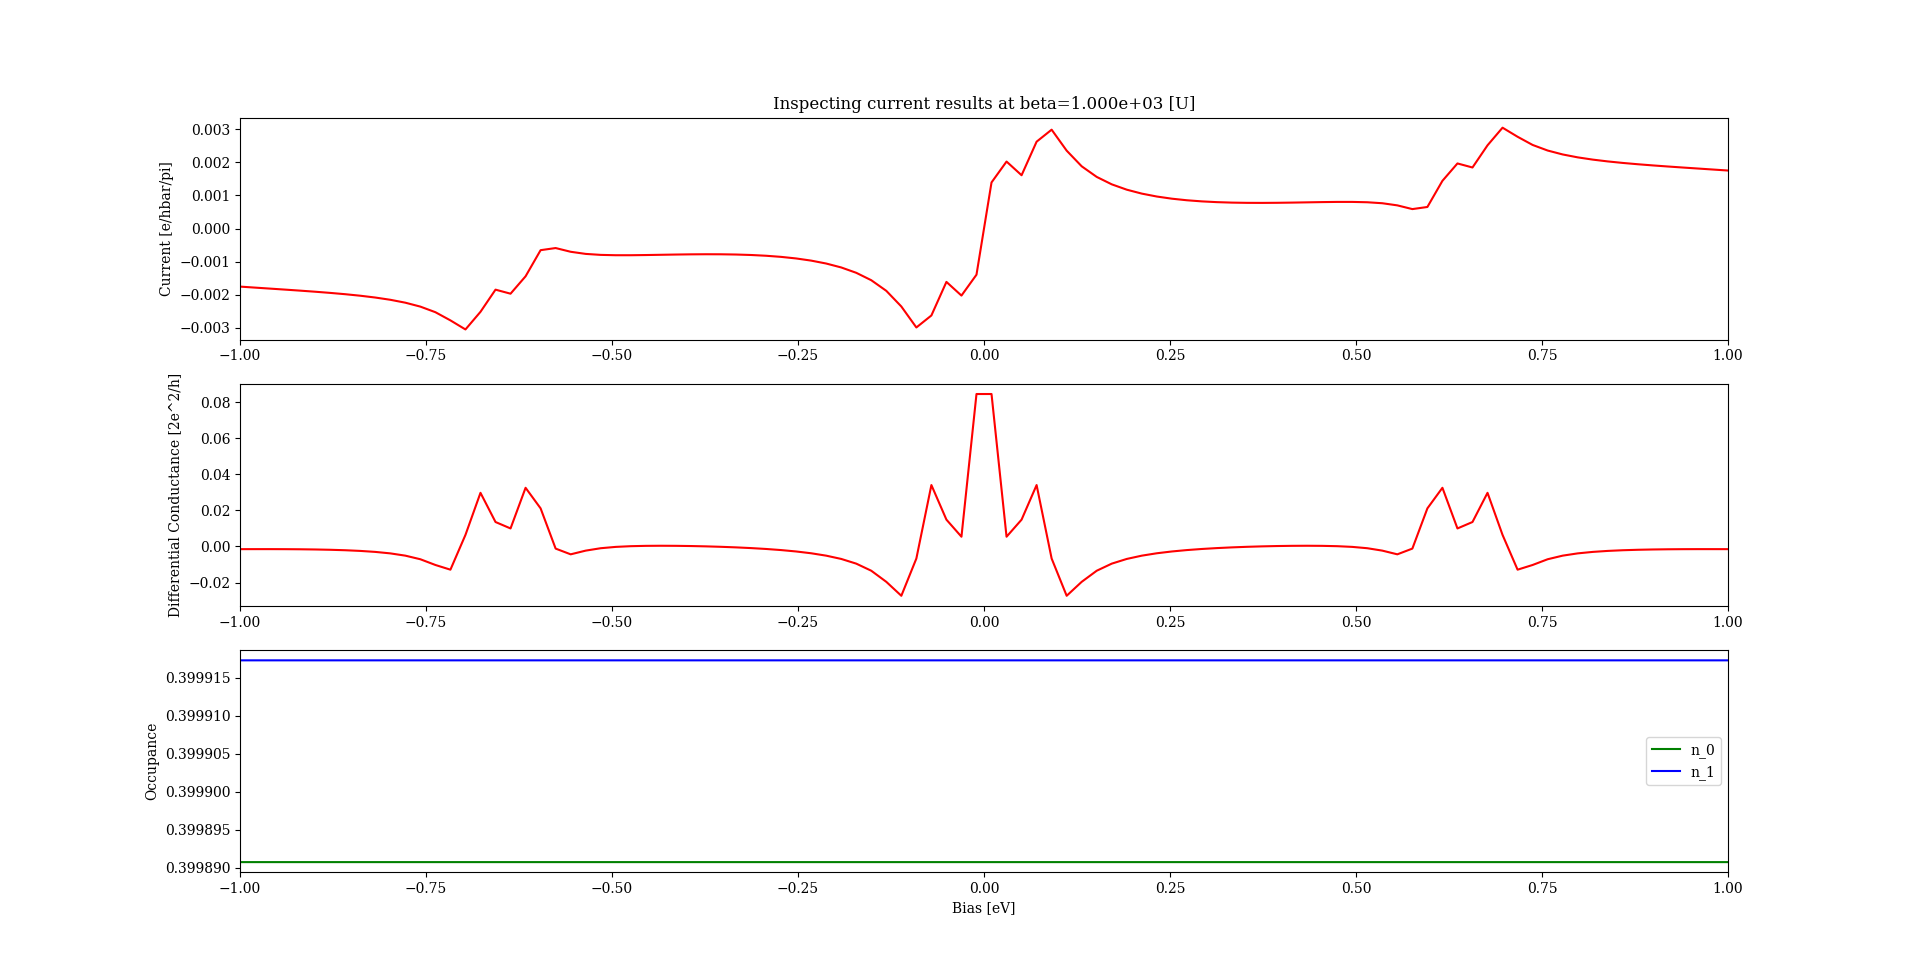 Inspecting current results at beta=1.000e+03 [U]
Current [e/hbar/pi]
0.003
0.002
0.001
0.000
−0.001
−0.002
−0.003
−1.00 −0.75 −0.50 −0.25 0.00 0.25 0.50 0.75 1.00
Differential Conductance [2e^2/h]
0.08
0.06
0.04
0.02
0.00
−0.02
−1.00 −0.75 −0.50 −0.25 0.00 0.25 0.50 0.75 1.00
Occupance
0.399915
0.399910
0.399905
0.399900
0.399895
0.399890
n_0
n_1
−1.00 −0.75 −0.50 −0.25 0.00 0.25 0.50 0.75 1.00
Bias [eV]